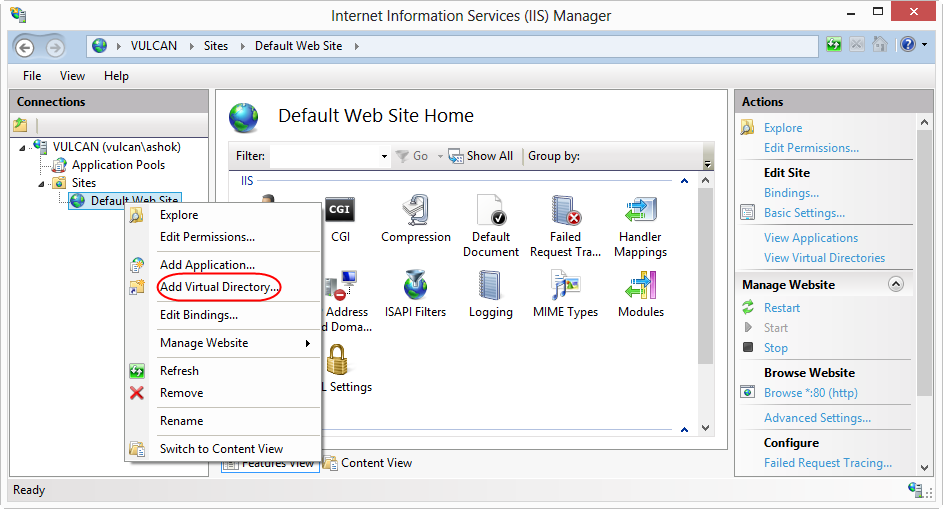 Internet Information Services (IIS) Manager
VULCAN Sites Default Web Site
File View Help
Connections
VULCAN (vulcan\ashok)
Application Pools
Sites
Default Web Site
Explore
Edit Permissions...
Add Application...
Add Virtual Directory...
Edit Bindings...
Manage Website
Refresh
Remove
Rename
Switch to Content View
Default Web Site Home
Filter: Go Show All Group by:
IIS
CGI
CGI
Compression
Default
Document
Failed
Request Tra...
Handler
Mappings
Address
d Doma...
ISAPI Filters
Logging
MIME Types
Modules
L Settings
Features View
Content View
Actions
Explore
Edit Permissions...
Edit Site
Bindings...
Basic Settings...
View Applications
View Virtual Directories
Manage Website
Restart
Start
Stop
Browse Website
Browse *:80 (http)
Advanced Settings...
Configure
Failed Request Tracing...
Ready